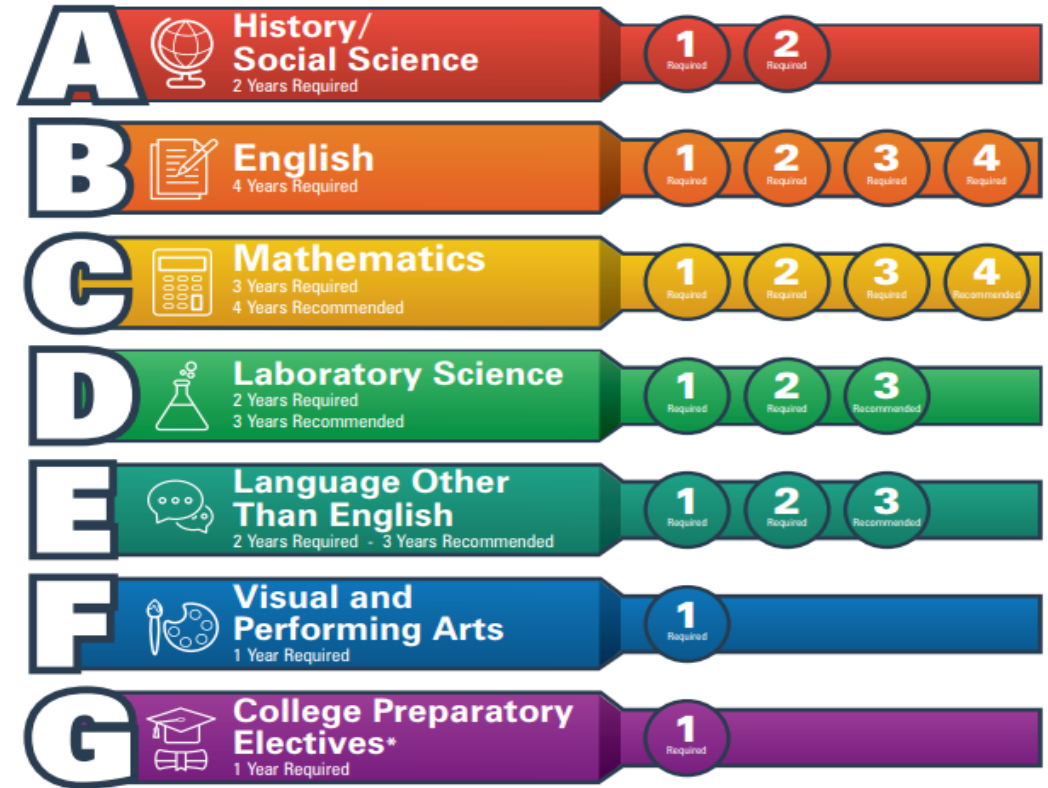 A
History/
Social Science
2 Years Required
1
Required
2
Required
B
English
4 Years Required
1
Required
2
Required
3
Required
4
Required
C
Mathematics
3 Years Required
4 Years Recommended
1
Required
2
Required
3
Required
4
Recommended
D
Laboratory Science
2 Years Required
3 Years Recommended
1
Required
2
Required
3
Recommended
E
Language Other
Than English
2 Years Required - 3 Years Recommended
1
Required
2
Required
3
Recommended
F
Visual and
Performing Arts
1 Year Required
1
Required
G
College Preparatory
Electives*
1 Year Required
1
Required